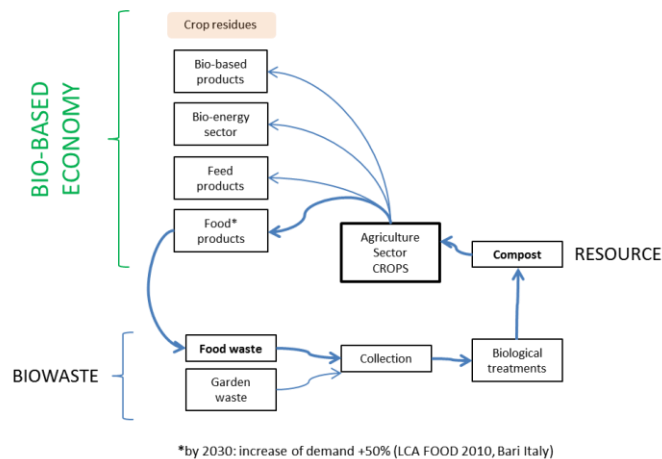 Crop residues
BIO-BASED
ECONOMY
Bio-based
products
Bio-energy
sector
Feed
products
Food*
products
Agriculture
Sector
CROPS
Compost
RESOURCE
BIOWASTE
Food waste
Garden
waste
Collection
Biological
treatments
*by 2030: increase of demand +50% (LCA FOOD 2010, Bari Italy)